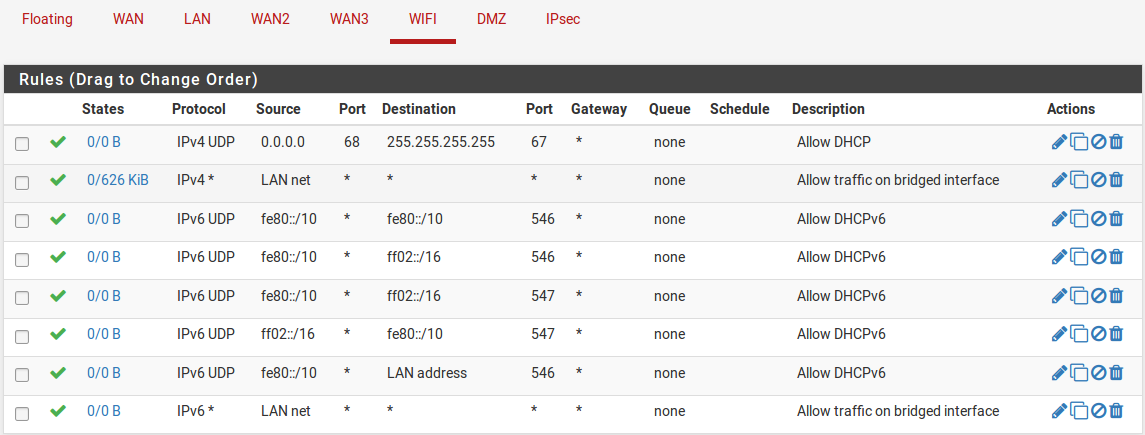 Floating WAN LAN WAN2 WAN3 WIFI DMZ IPsec
Rules (Drag to Change Order)
States Protocol Source Port Destination Port Gateway Queue Schedule Description Actions
0/0 B IPv4 UDP 0.0.0.0 68 255.255.255.255 67 * none Allow DHCP
0/626 KiB IPv4 * LAN net * * * * none Allow traffic on bridged interface
0/0 B IPv6 UDP fe80::/10 * fe80::/10 546 * none Allow DHCPv6
0/0 B IPv6 UDP fe80::/10 * ff02::/16 546 * none Allow DHCPv6
0/0 B IPv6 UDP fe80::/10 * ff02::/16 547 * none Allow DHCPv6
0/0 B IPv6 UDP ff02::/16 * fe80::/10 547 * none Allow DHCPv6
0/0 B IPv6 UDP fe80::/10 * LAN address 546 * none Allow DHCPv6
0/0 B IPv6 * LAN net * * * * none Allow traffic on bridged interface